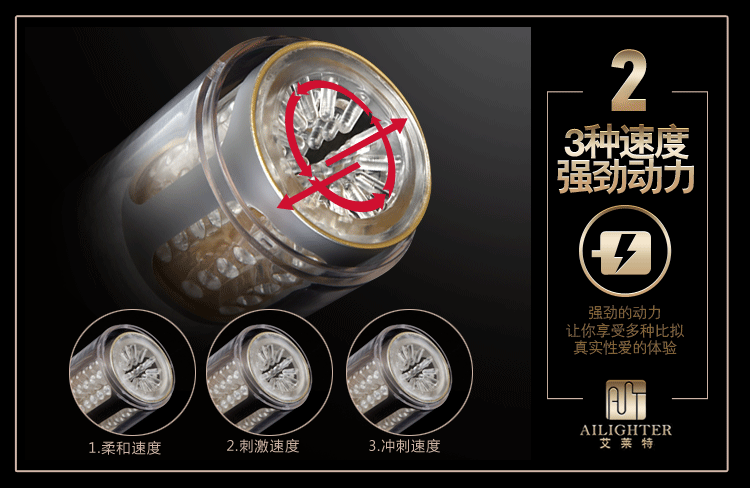 2
3种速度
强劲动力
强劲的动力
让你享受多种比拟
真实性爱的体验
AILIGHTER
艾莱特
1.柔和速度
2.刺激速度
3.冲刺速度